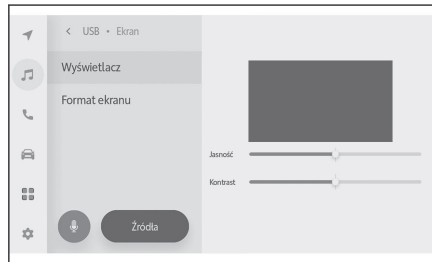 < USB • Ekran
Wyświetlacz
Format ekranu
Źródła
Jasność
Kontrast